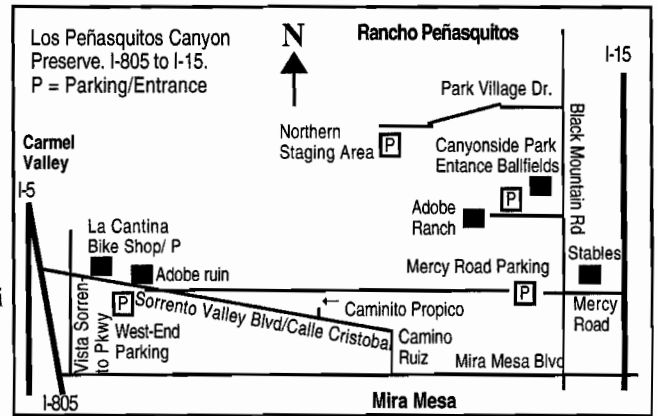 Los Peñasquitos Canyon
Preserve. I-805 to I-15.
P = Parking/Entrance
N
Rancho Peñasquitos
I-15
Park Village Dr.
Northern
Staging Area
P
Black Mountain Rd
Canyonside Park
Entance Ballfields
P
Carmel
Valley
I-5
Adobe
Ranch
La Cantina
Bike Shop/ P
Adobe ruin
Stables
Mercy Road Parking
P
Mercy
Road
P
West-End
Parking
Vista Sorren-
to Pkwy
Sorrento Valley Blvd/Calle Cristobal
← Caminito Propico
Camino
Ruiz
Mira Mesa Blvd
I-805
Mira Mesa